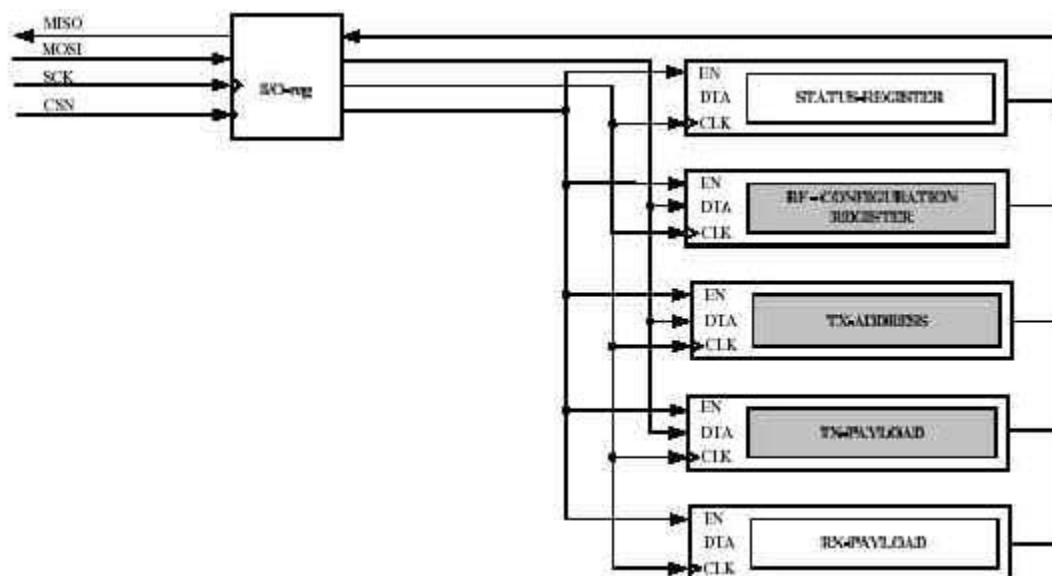 MISO
MOSI
SCK
CSN
I/O-reg
EN
DTA
CLK
STATUS-REGISTER
EN
DTA
CLK
RF - CONFIGURATION
REGISTER
EN
DTA
CLK
TX-ADDRESS
EN
DTA
CLK
TX-PAYLOAD
EN
DTA
CLK
RX-PAYLOAD